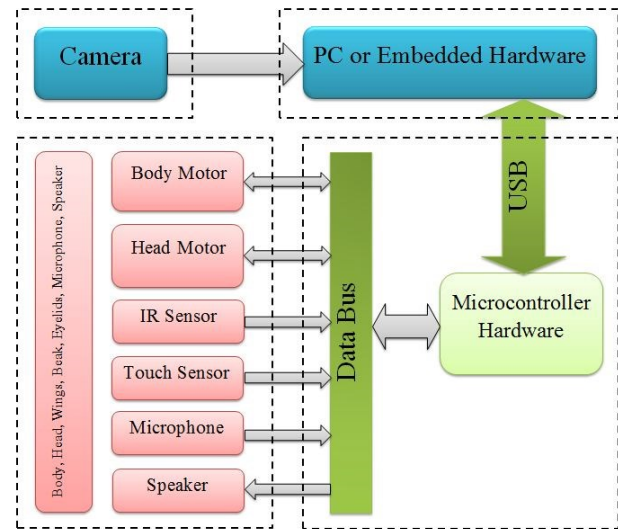 Camera
PC or Embedded Hardware
Body, Head, Wings, Beak, Eyelids, Microphone, Speaker
Body Motor
Head Motor
IR Sensor
Touch Sensor
Microphone
Speaker
Data Bus
USB
Microcontroller
Hardware